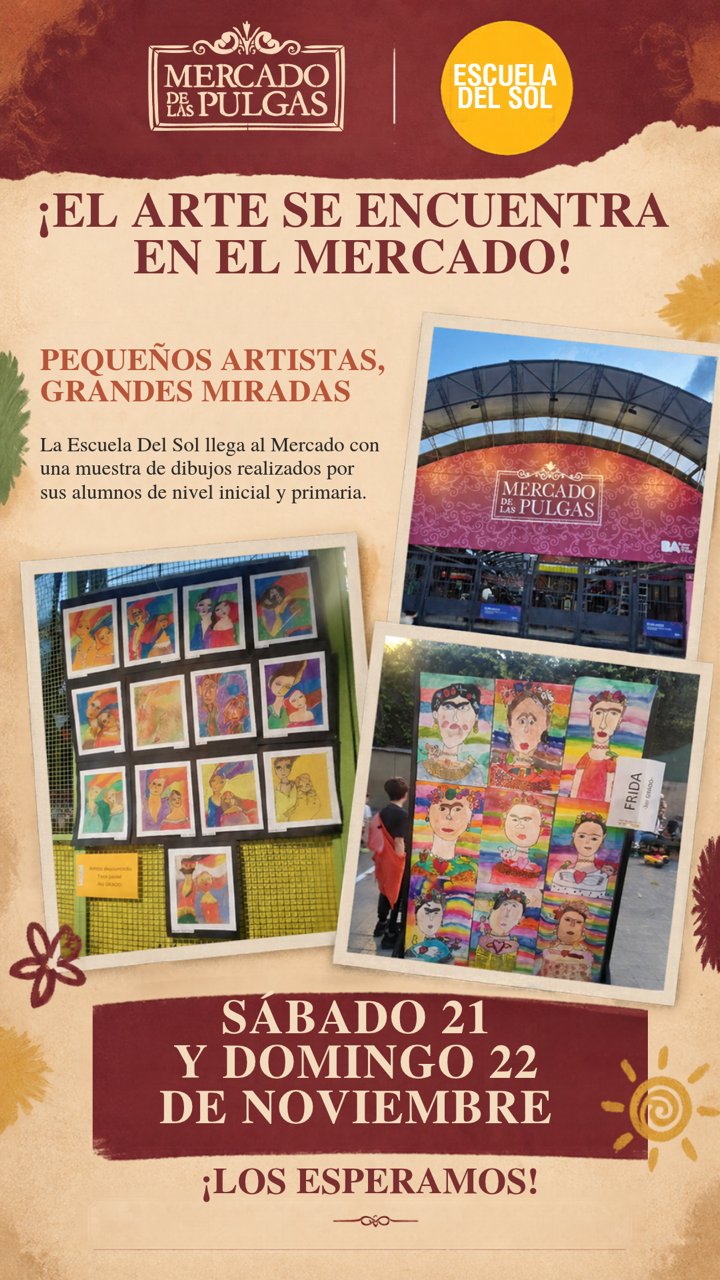 MERCADO
DE LAS PULGAS
ESCUELA
DEL SOL
¡EL ARTE SE ENCUENTRA
EN EL MERCADO!
PEQUEÑOS ARTISTAS,
GRANDES MIRADAS
La Escuela Del Sol llega al Mercado con
una muestra de dibujos realizados por
sus alumnos de nivel inicial y primaria.
MERCADO
DE LAS PULGAS
BA
FRIDA
SÁBADO 21
Y DOMINGO 22
DE NOVIEMBRE
¡LOS ESPERAMOS!